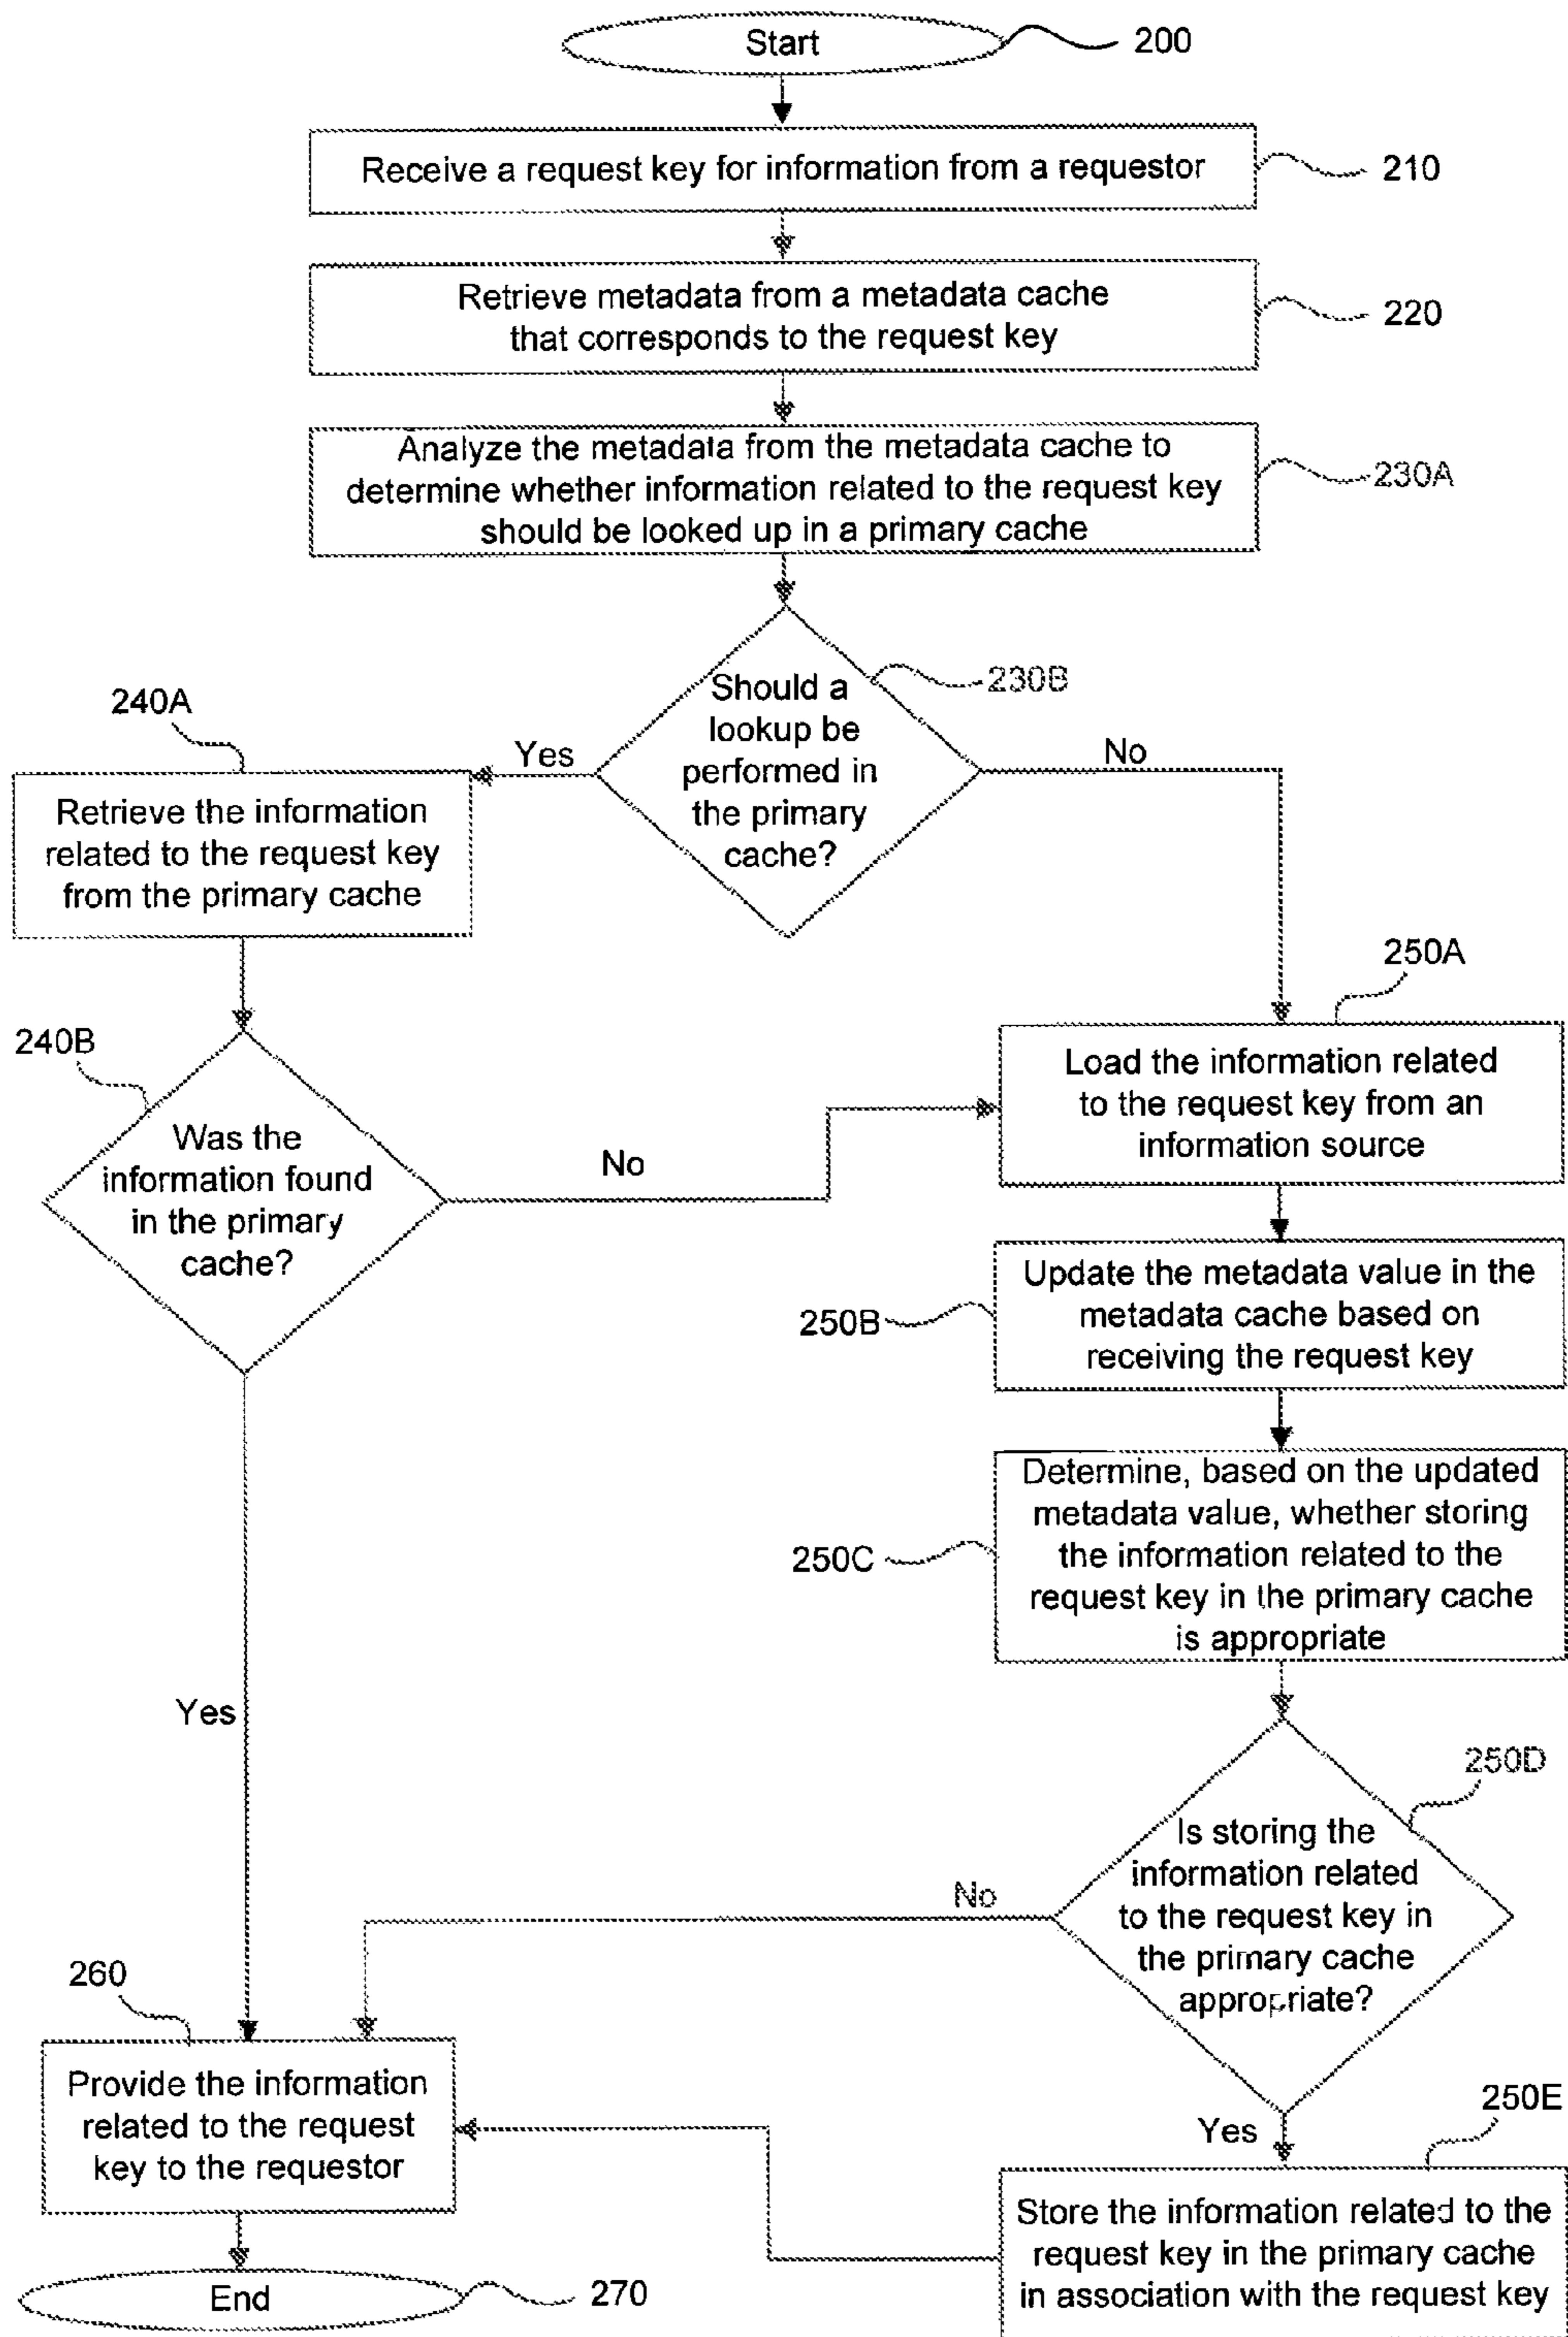 Start
200
Receive a request key for information from a requestor
210
Retrieve metadata from a metadata cache
that corresponds to the request key
220
Analyze the metadata from the metadata cache to
determine whether information related to the request key
should be looked up in a primary cache
230A
Should a
lookup be
performed in
the primary
cache?
230B
Yes
No
240A
Retrieve the information
related to the request key
from the primary cache
240B
Was the
information found
in the primary
cache?
No
Yes
250A
Load the information related
to the request key from an
information source
250B
Update the metadata value in the
metadata cache based on
receiving the request key
250C
Determine, based on the updated
metadata value, whether storing
the information related to the
request key in the primary cache
is appropriate
250D
Is storing the
information related
to the request key in
the primary cache
appropriate?
No
Yes
250E
Store the information related to the
request key in the primary cache
in association with the request key
260
Provide the information
related to the request
key to the requestor
End
270